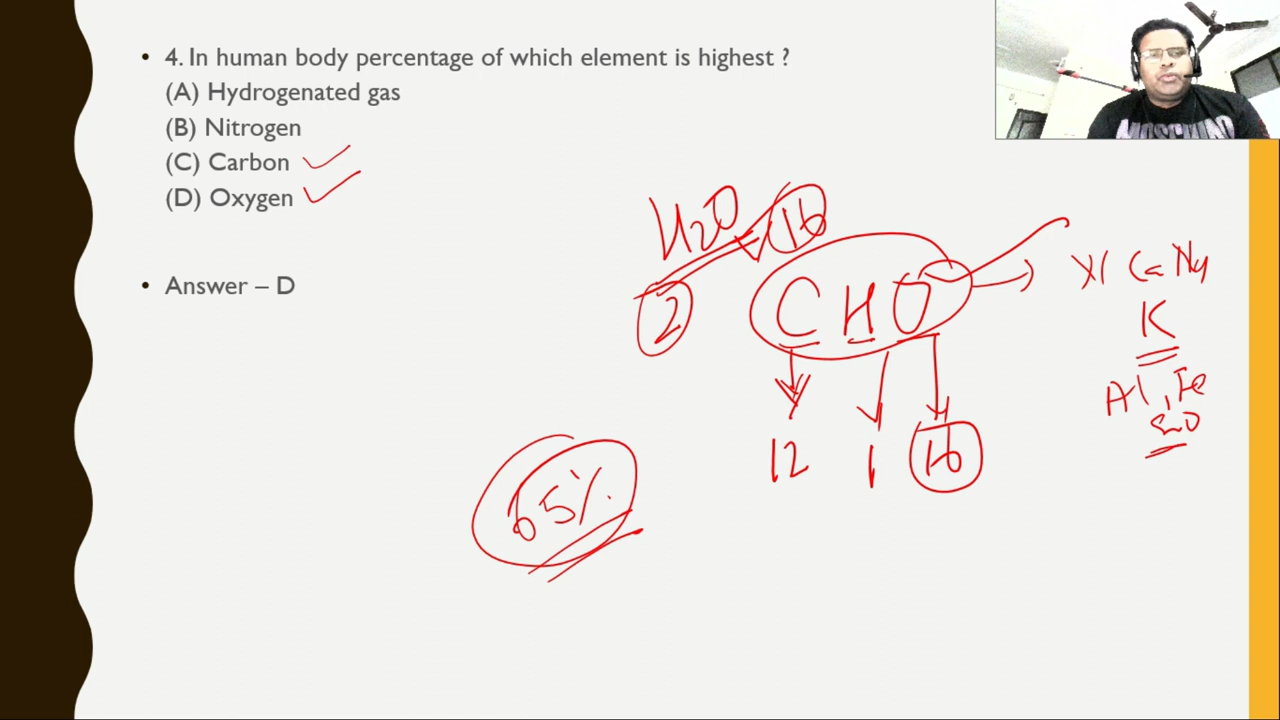 • 4. In human body percentage of which element is highest ?
(A) Hydrogenated gas
(B) Nitrogen
(C) Carbon
(D) Oxygen
• Answer – D
H2O 16
2
C H O
Ca
K
Al, Fe
12 1 16
65%